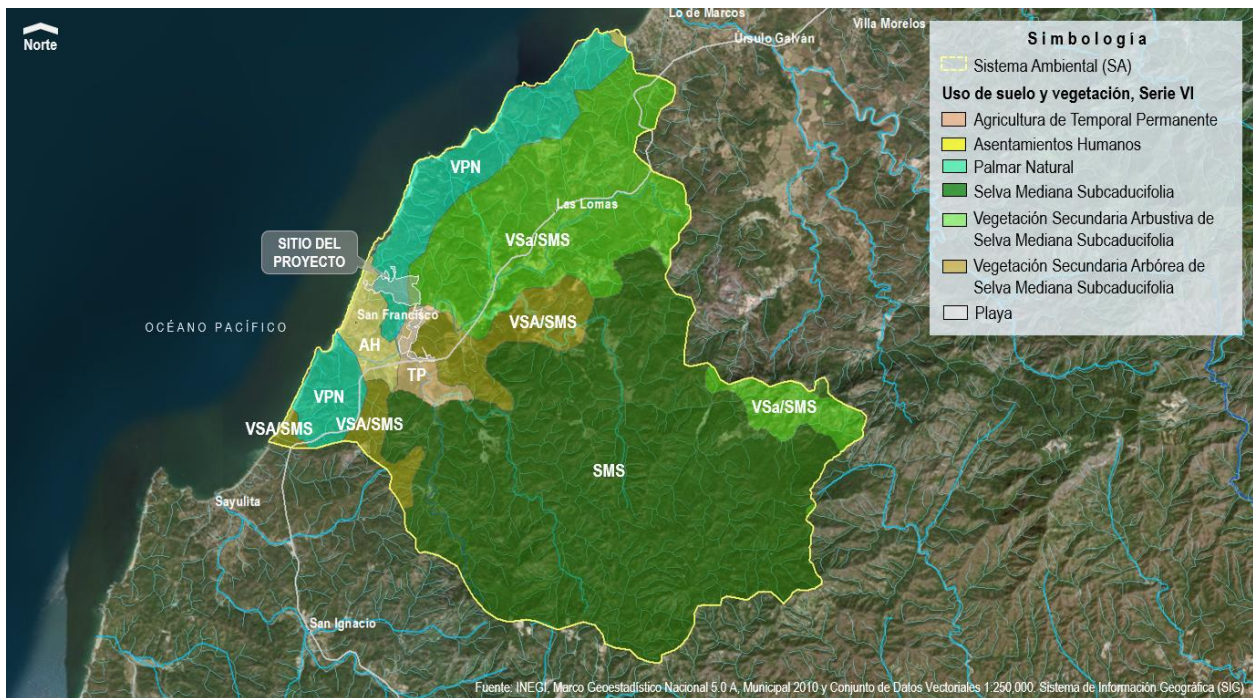 Norte
Lo de Marcos
Villa Morelos
Úrsulo Galván
VPN
Las Lomas
VSa/SMS
SITIO DEL
PROYECTO
San Francisco
OCÉANO PACÍFICO
VSA/SMS
AH
TP
VPN
VSA/SMS
VSA/SMS
VSa/SMS
SMS
Sayulita
San Ignacio
Simbología
Sistema Ambiental (SA)
Uso de suelo y vegetación, Serie VI
Agricultura de Temporal Permanente
Asentamientos Humanos
Palmar Natural
Selva Mediana Subcaducifolia
Vegetación Secundaria Arbustiva de
Selva Mediana Subcaducifolia
Vegetación Secundaria Arbórea de
Selva Mediana Subcaducifolia
Playa
Fuente: INEGI, Marco Geoestadístico Nacional 5.0 A, Municipal 2010 y Conjunto de Datos Vectoriales 1:250,000. Sistema de Información Geográfica (SIG)